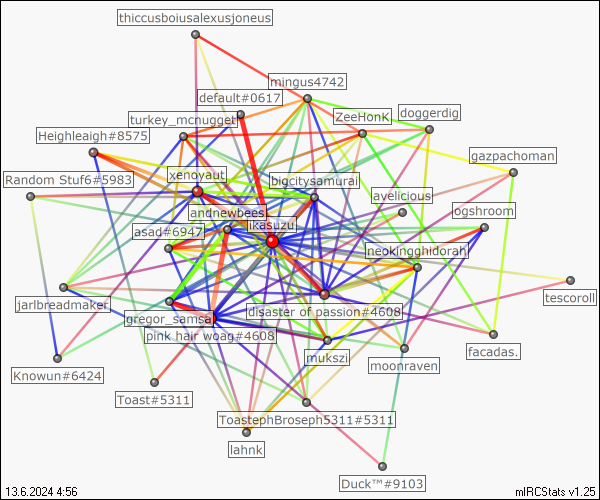 thiccusboiusalexusjoneus
mingus4742
default#0617
turkey_mcnugget
ZeeHonK
doggerdig
Heighleaigh#8575
gazpachoman
Random Stuf6#5983
xenoyaut
bigcitysamurai
avelicious
andnewbees
ogshroom
ikasuzu
asad#6947
neokingghidorah
jarlbreadmaker
tescoroll
disaster of passion#4608
gregor_samsa
pink hair woag#4608
mukszi
facadas.
moonraven
Knowun#6424
Toast#5311
ToastephBroseph5311#5311
lahnk
Duck™#9103
13.6.2024 4:56
mIRCStats v1.25